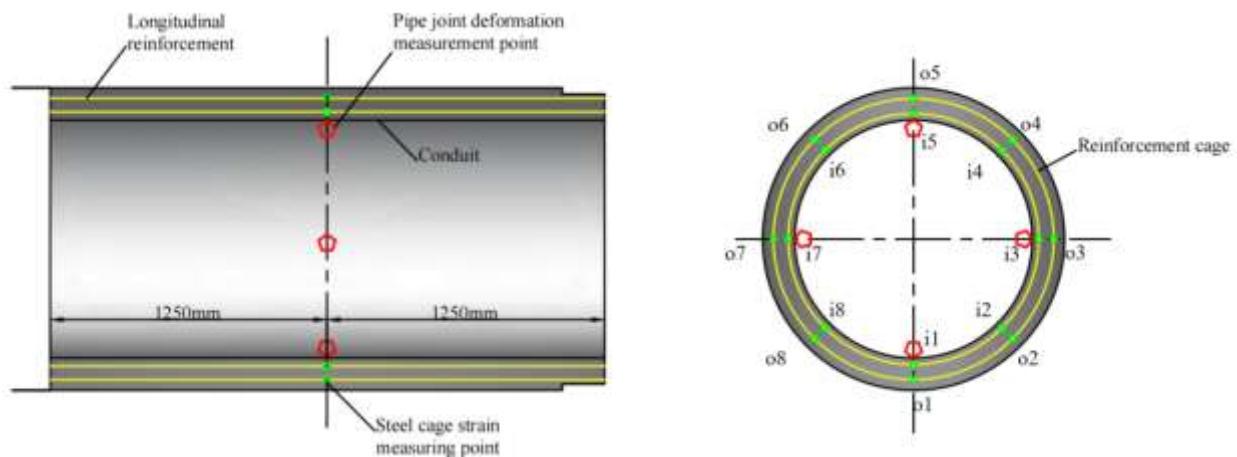 Longitudinal
reinforcement
Pipe joint deformation
measurement point
Conduit
1250mm
1250mm
Steel cage strain
measuring point
o5
o6
o4
i5
Reinforcement cage
i6
i4
o7
i7
i3
o3
i8
i2
i1
o8
o2
o1